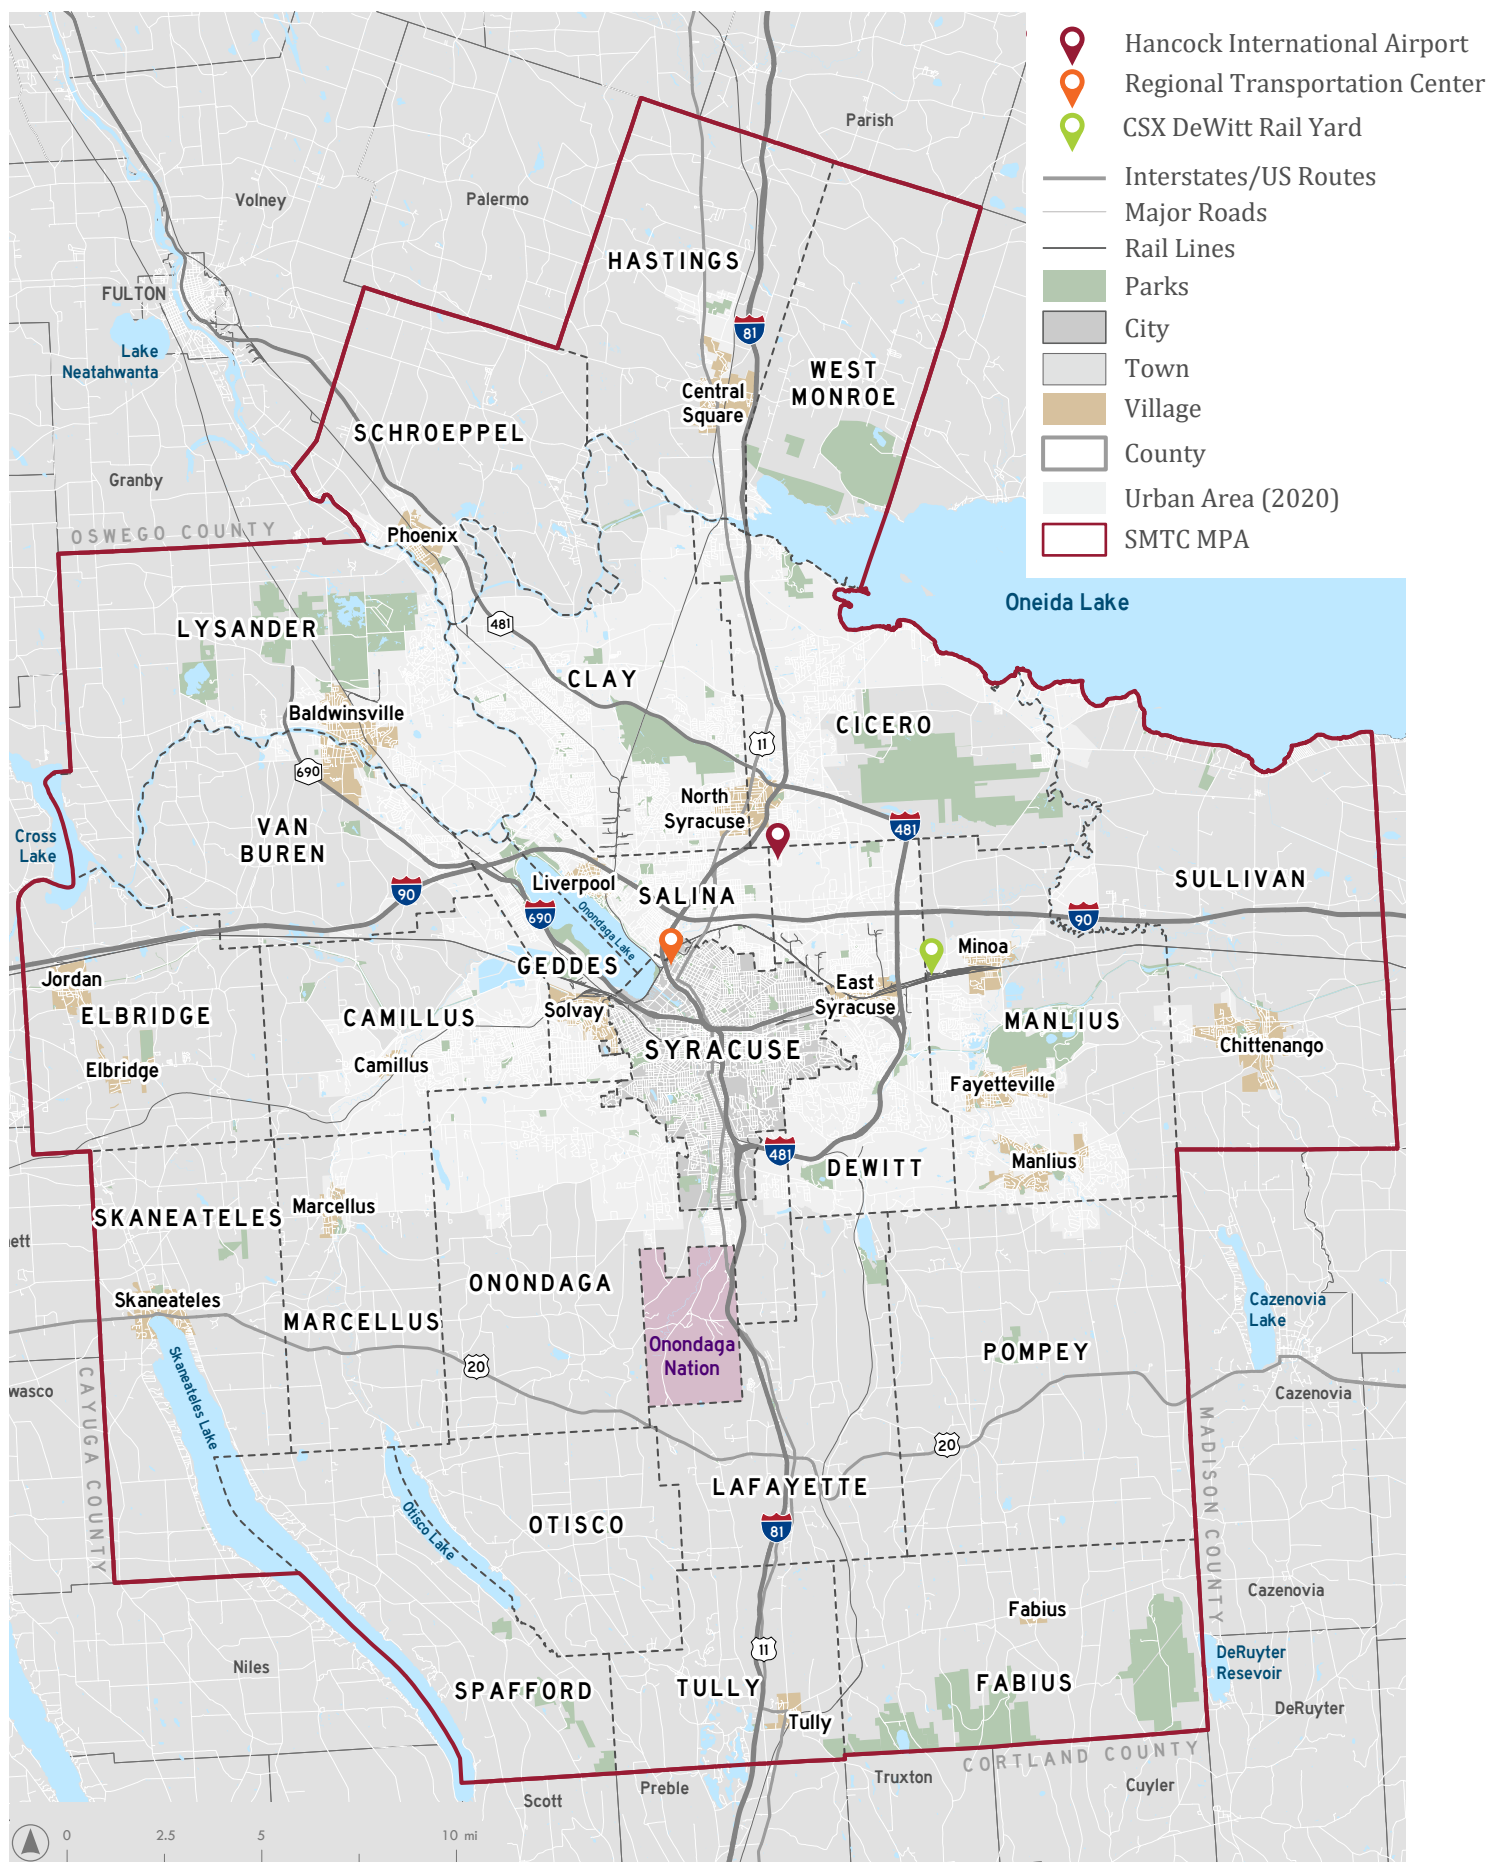 Hancock International Airport
Regional Transportation Center
CSX DeWitt Rail Yard
Interstates/US Routes
Major Roads
Rail Lines
Parks
City
Town
Village
County
Urban Area (2020)
SMTC MPA
Parish
Volney
Palermo
HASTINGS
FULTON
81
Lake
Neatahwanta
WEST
MONROE
Central
Square
SCHROEPPEL
Granby
OSWEGO COUNTY
Phoenix
Oneida Lake
481
LYSANDER
CLAY
Baldwinsville
CICERO
11
690
North
Syracuse
481
VAN
BUREN
Cross
Lake
Liverpool
SALINA
SULLIVAN
90
690
Onondaga Lake
90
Minoa
GEDDES
Jordan
East
Syracuse
Solvay
ELBRIDGE
CAMILLUS
MANLIUS
SYRACUSE
Chittenango
Elbridge
Camillus
Fayetteville
481
DEWITT
Manlius
Marcellus
SKANEATELES
ett
ONONDAGA
Skaneateles
MARCELLUS
Cazenovia
Lake
Onondaga
Nation
POMPEY
20
Skaneateles Lake
wasco
CAYUGA COUNTY
Cazenovia
MADISON COUNTY
20
LAFAYETTE
Otisco Lake
OTISCO
81
Cazenovia
Fabius
11
DeRuyter
Resevoir
Niles
SPAFFORD
TULLY
FABIUS
Tully
DeRuyter
CORTLAND COUNTY
Truxton
Cuyler
Preble
Scott
0 2.5 5 10 mi